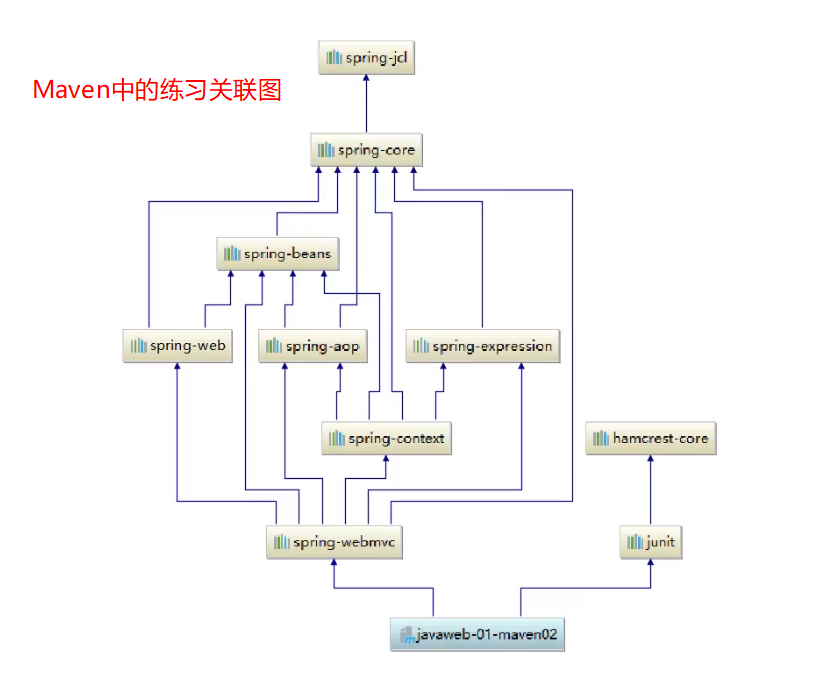 spring-jcl
Maven中的练习关联图
spring-core
spring-beans
spring-web
spring-aop
spring-expression
spring-context
hamcrest-core
spring-webmvc
junit
javaweb-01-maven02